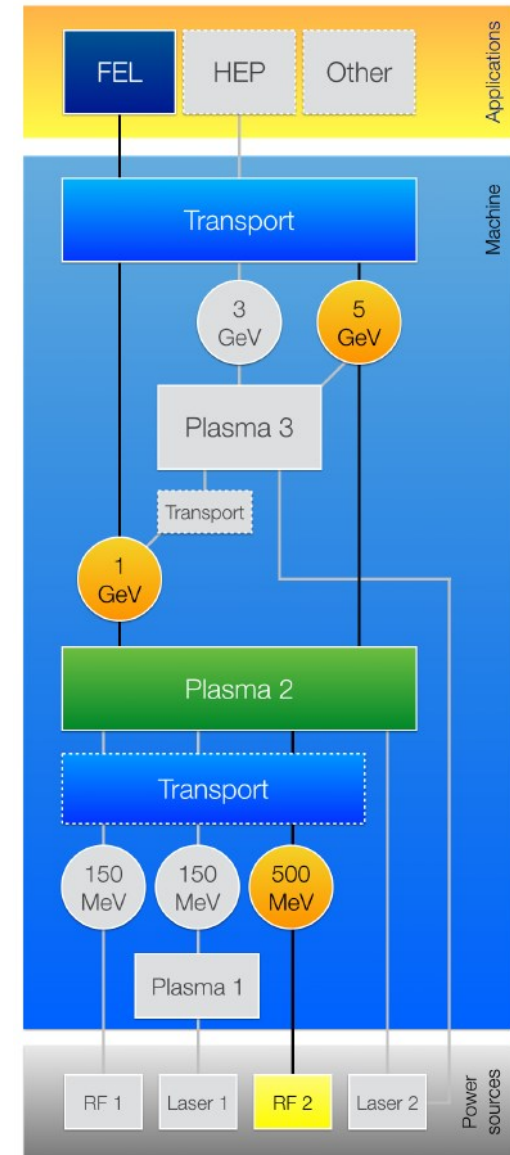 FEL
HEP
Other
Applications
Machine
Transport
3
GeV
5
GeV
Plasma 3
Transport
1
GeV
Plasma 2
Transport
150
MeV
150
MeV
500
MeV
Plasma 1
RF 1
Laser 1
RF 2
Laser 2
Power
sources